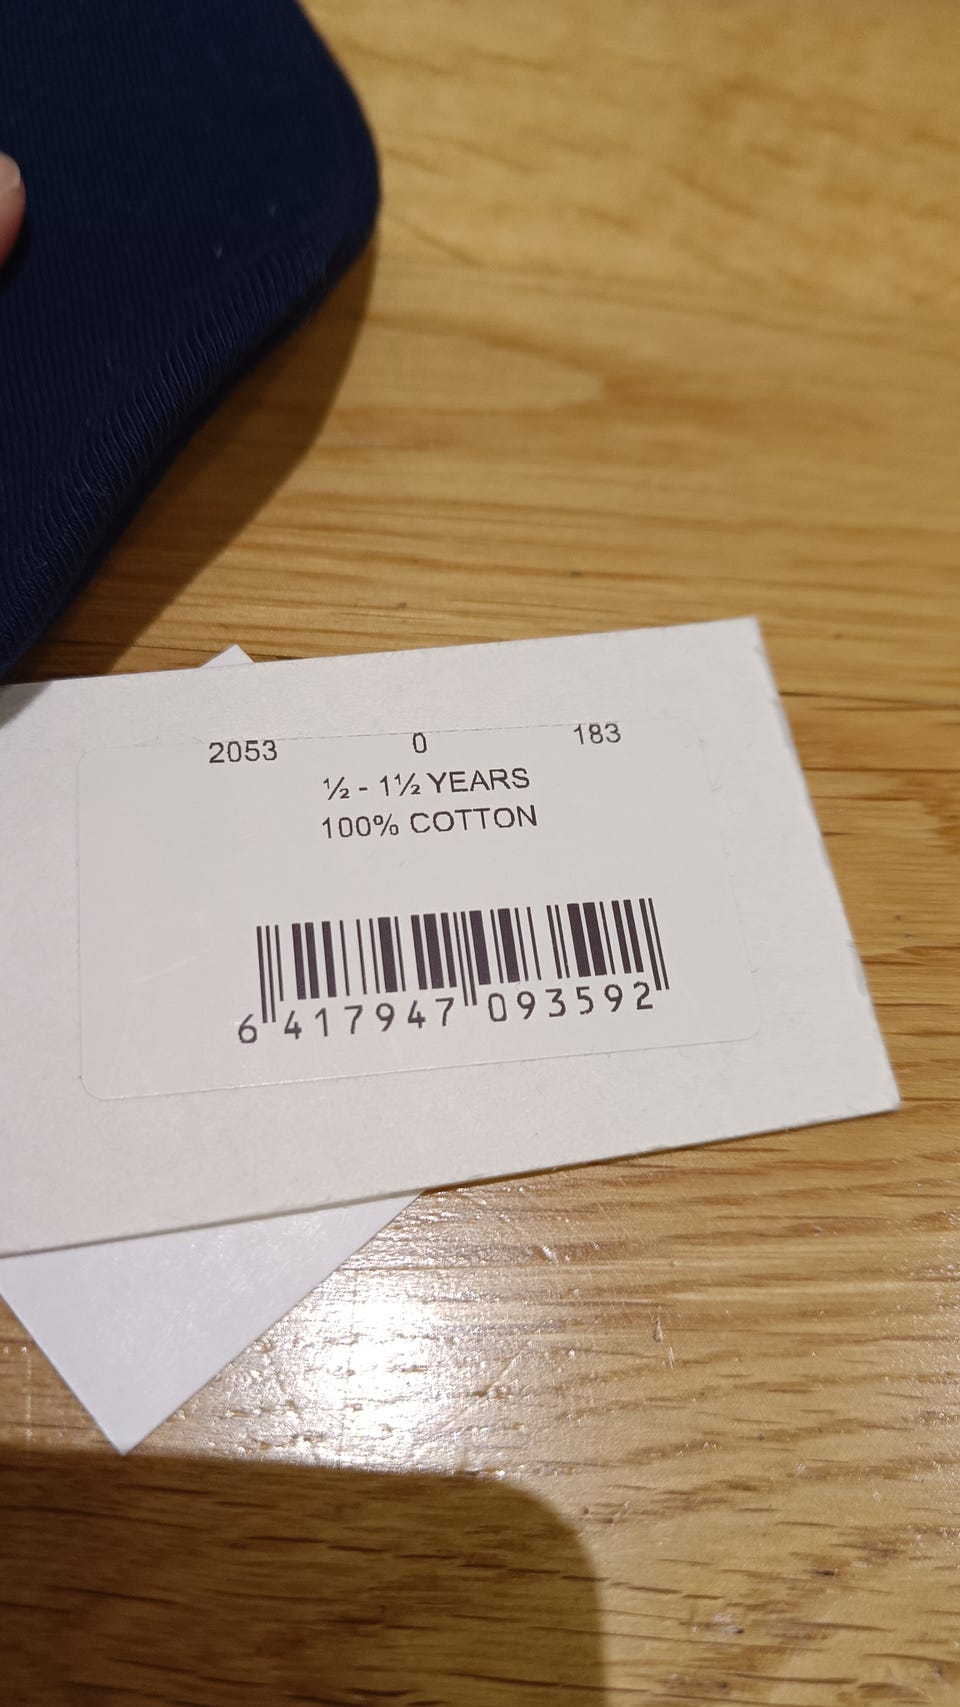 2053 0 183
½ - 1½ YEARS
100% COTTON
6 417947 093592